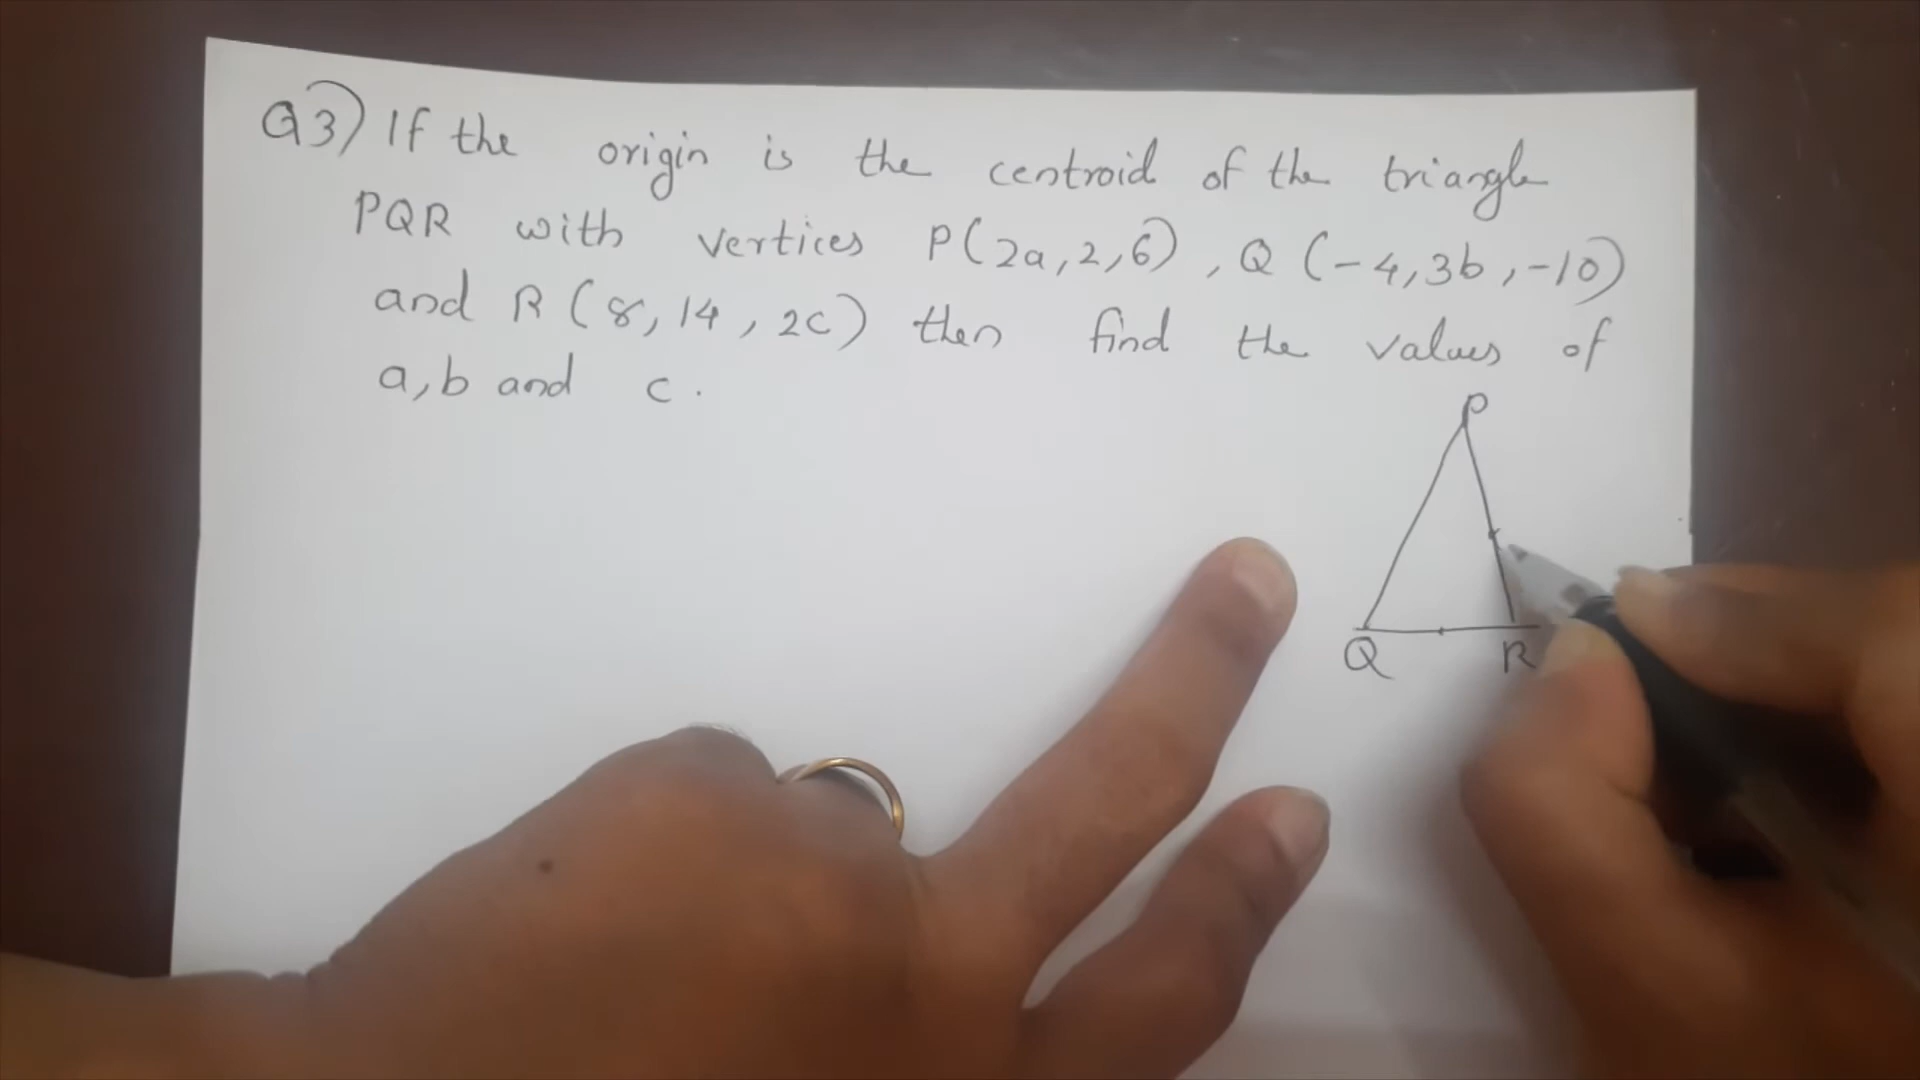 Q3) If the origin is the centroid of the triangle
PQR with vertices P(2a,2,6), Q(-4,3b,-10)
and R(8,14,2c) then find the values of
a,b and c.
P
Q R